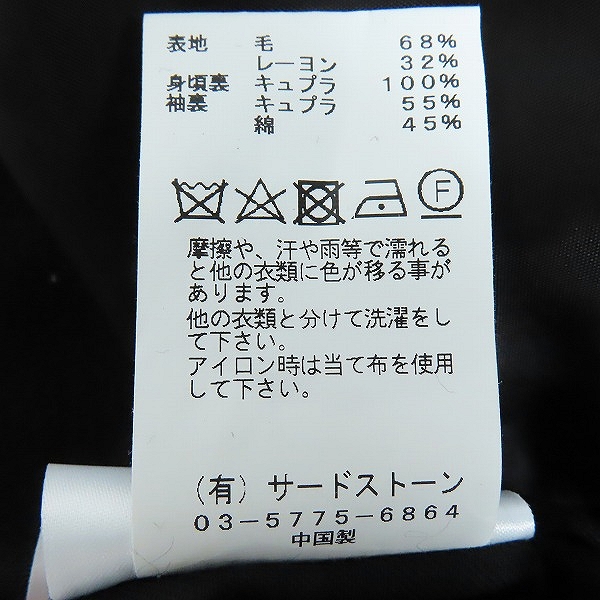 表地 毛 68%
レーヨン 32%
身頃裏 キュプラ 100%
袖裏 キュプラ 55%
綿 45%
F
摩擦や、汗や雨等で濡れる
と他の衣類に色が移る事が
あります。
他の衣類と分けて洗濯をし
て下さい。
アイロン時は当て布を使用
して下さい。
(有) サードストーン
03-5775-6864
中国製